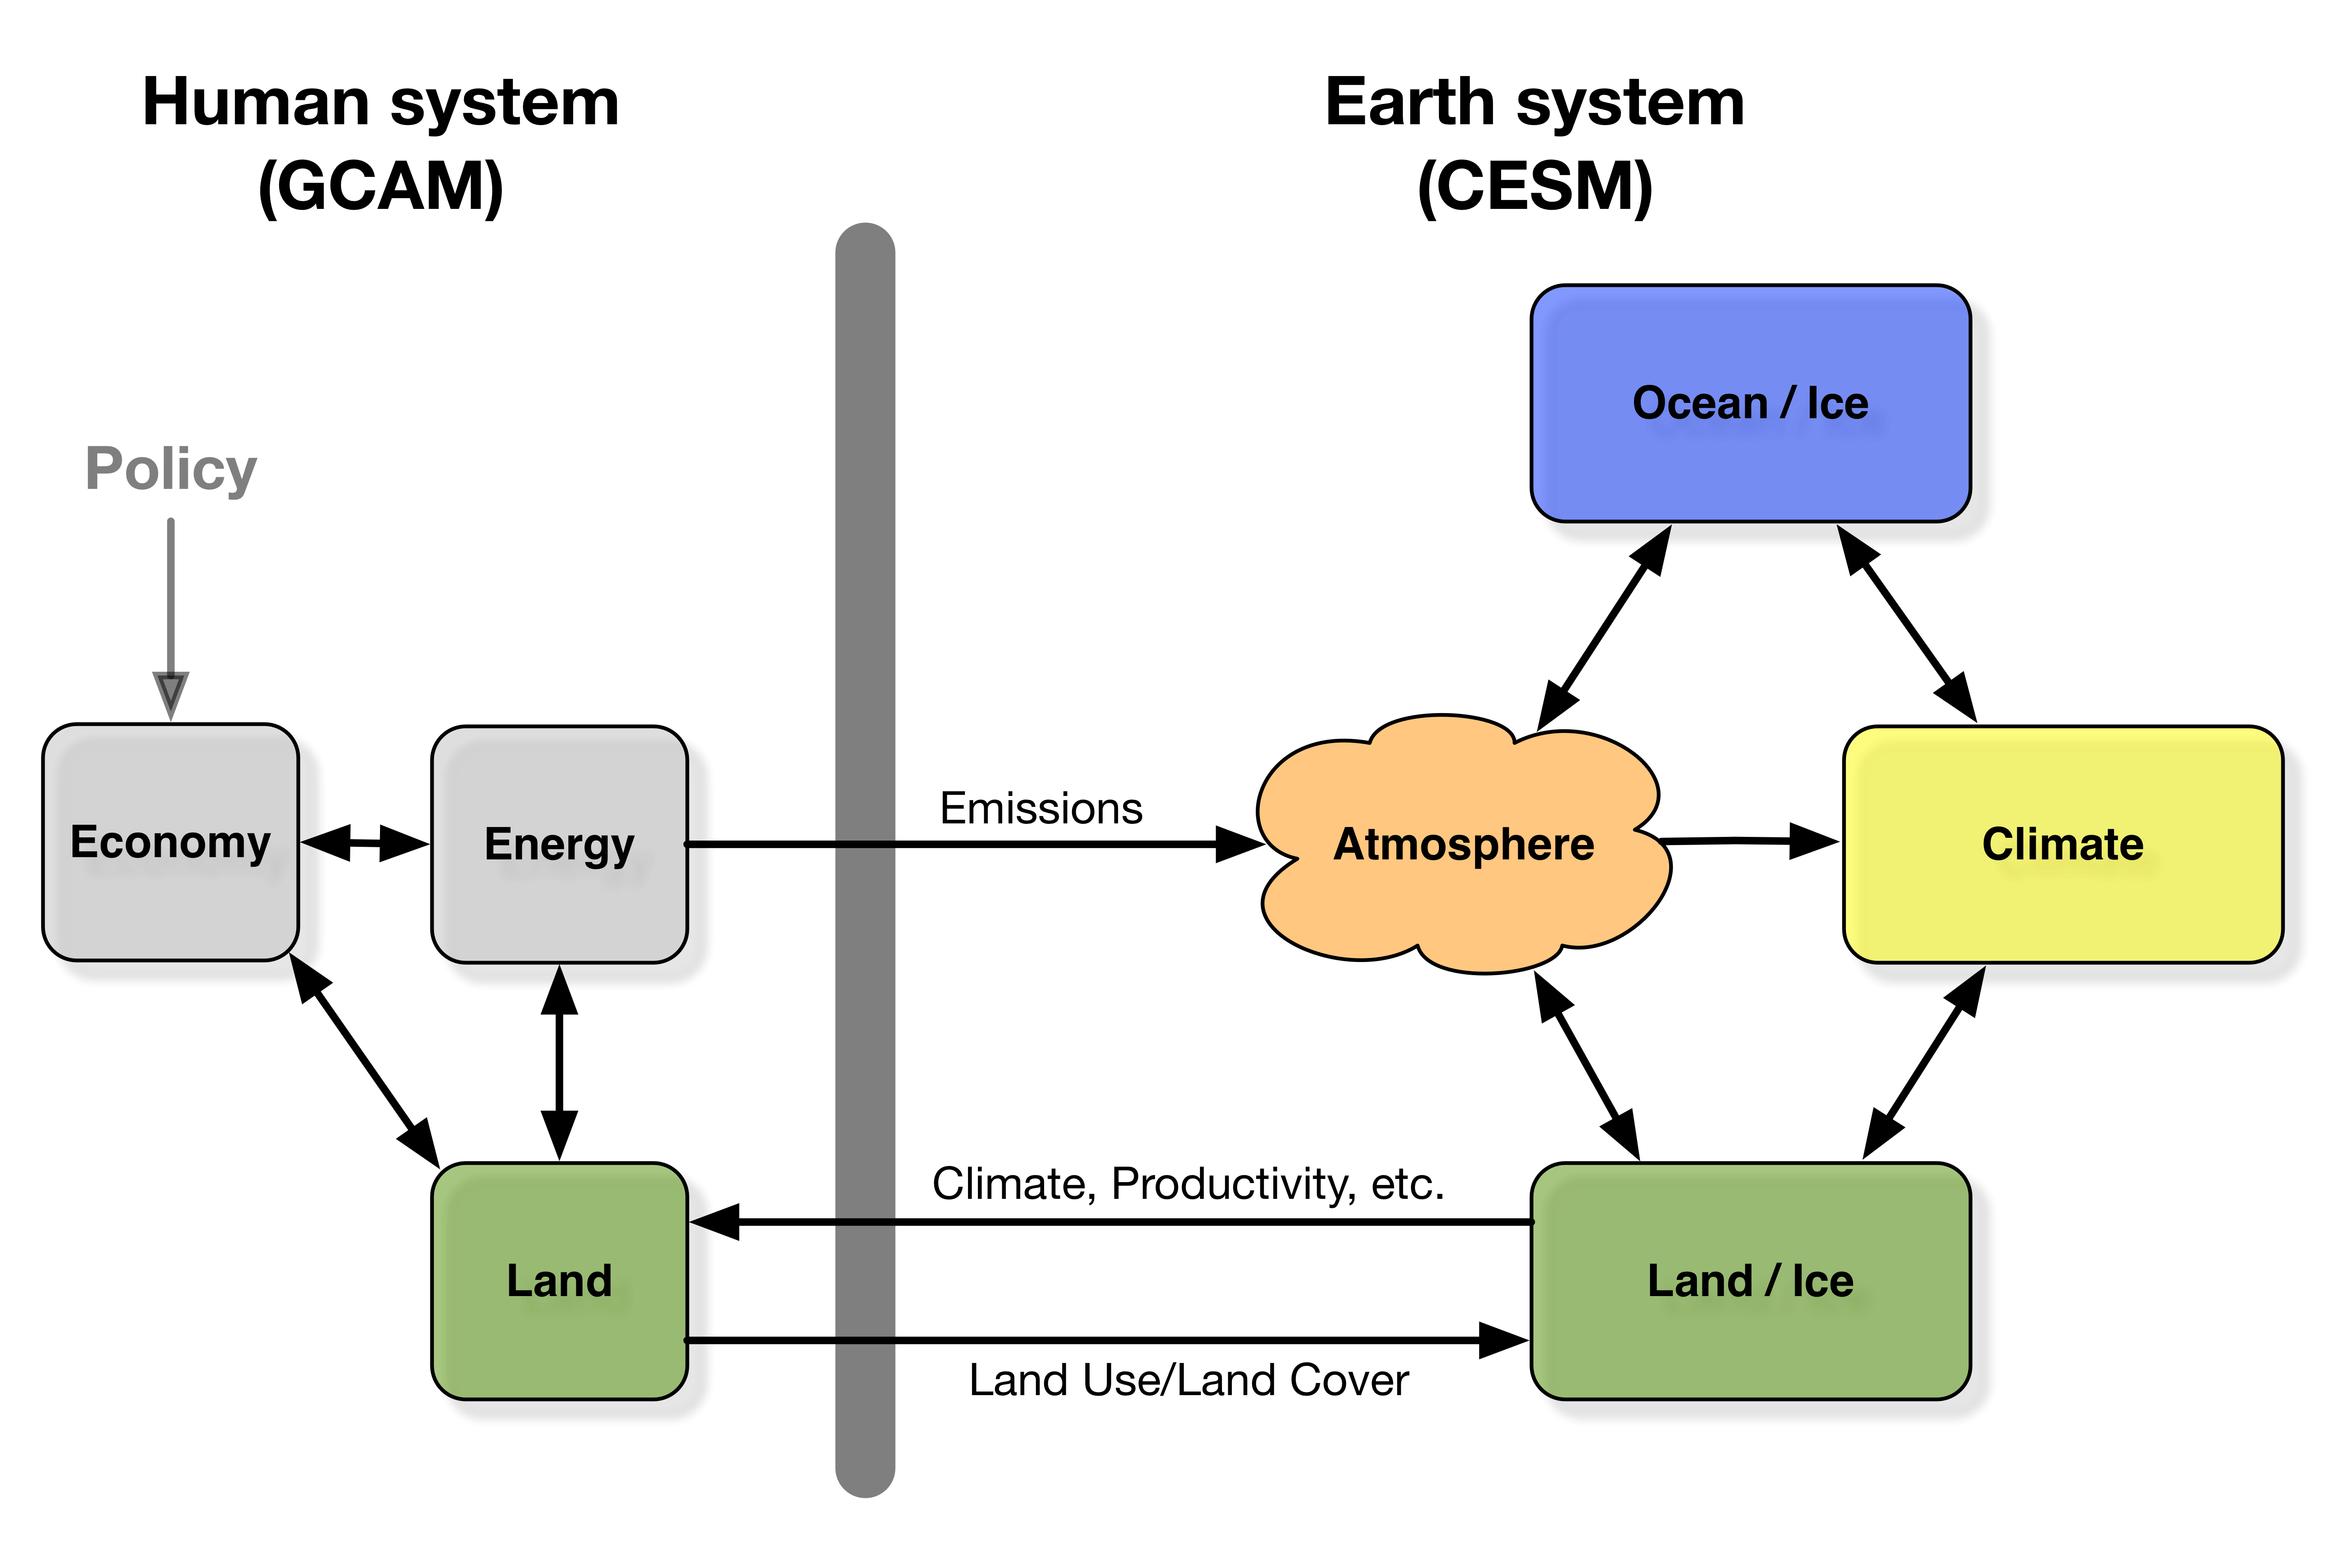 Human system
(GCAM)
Earth system
(CESM)
Ocean / Ice
Policy
Economy
Energy
Emissions
Atmosphere
Climate
Climate, Productivity, etc.
Land
Land / Ice
Land Use/Land Cover